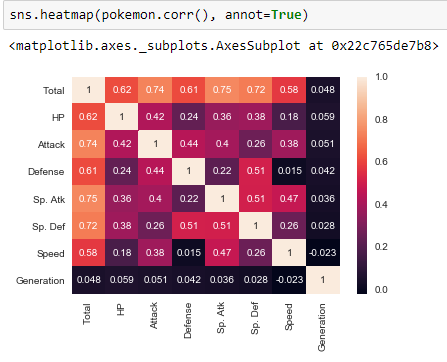 sns.heatmap(pokemon.corr(), annot=True)
<matplotlib.axes._subplots.AxesSubplot at 0x22c765de7b8>
Total 1 0.62 0.74 0.61 0.75 0.72 0.58 0.048
HP 0.62 1 0.42 0.24 0.36 0.38 0.18 0.059
Attack 0.74 0.42 1 0.44 0.4 0.26 0.38 0.051
Defense 0.61 0.24 0.44 1 0.22 0.51 0.015 0.042
Sp. Atk 0.75 0.36 0.4 0.22 1 0.51 0.47 0.036
Sp. Def 0.72 0.38 0.26 0.51 0.51 1 0.26 0.028
Speed 0.58 0.18 0.38 0.015 0.47 0.26 1 -0.023
Generation 0.048 0.059 0.051 0.042 0.036 0.028 -0.023 1
Total HP Attack Defense Sp. Atk Sp. Def Speed Generation
1.0
0.8
0.6
0.4
0.2
0.0